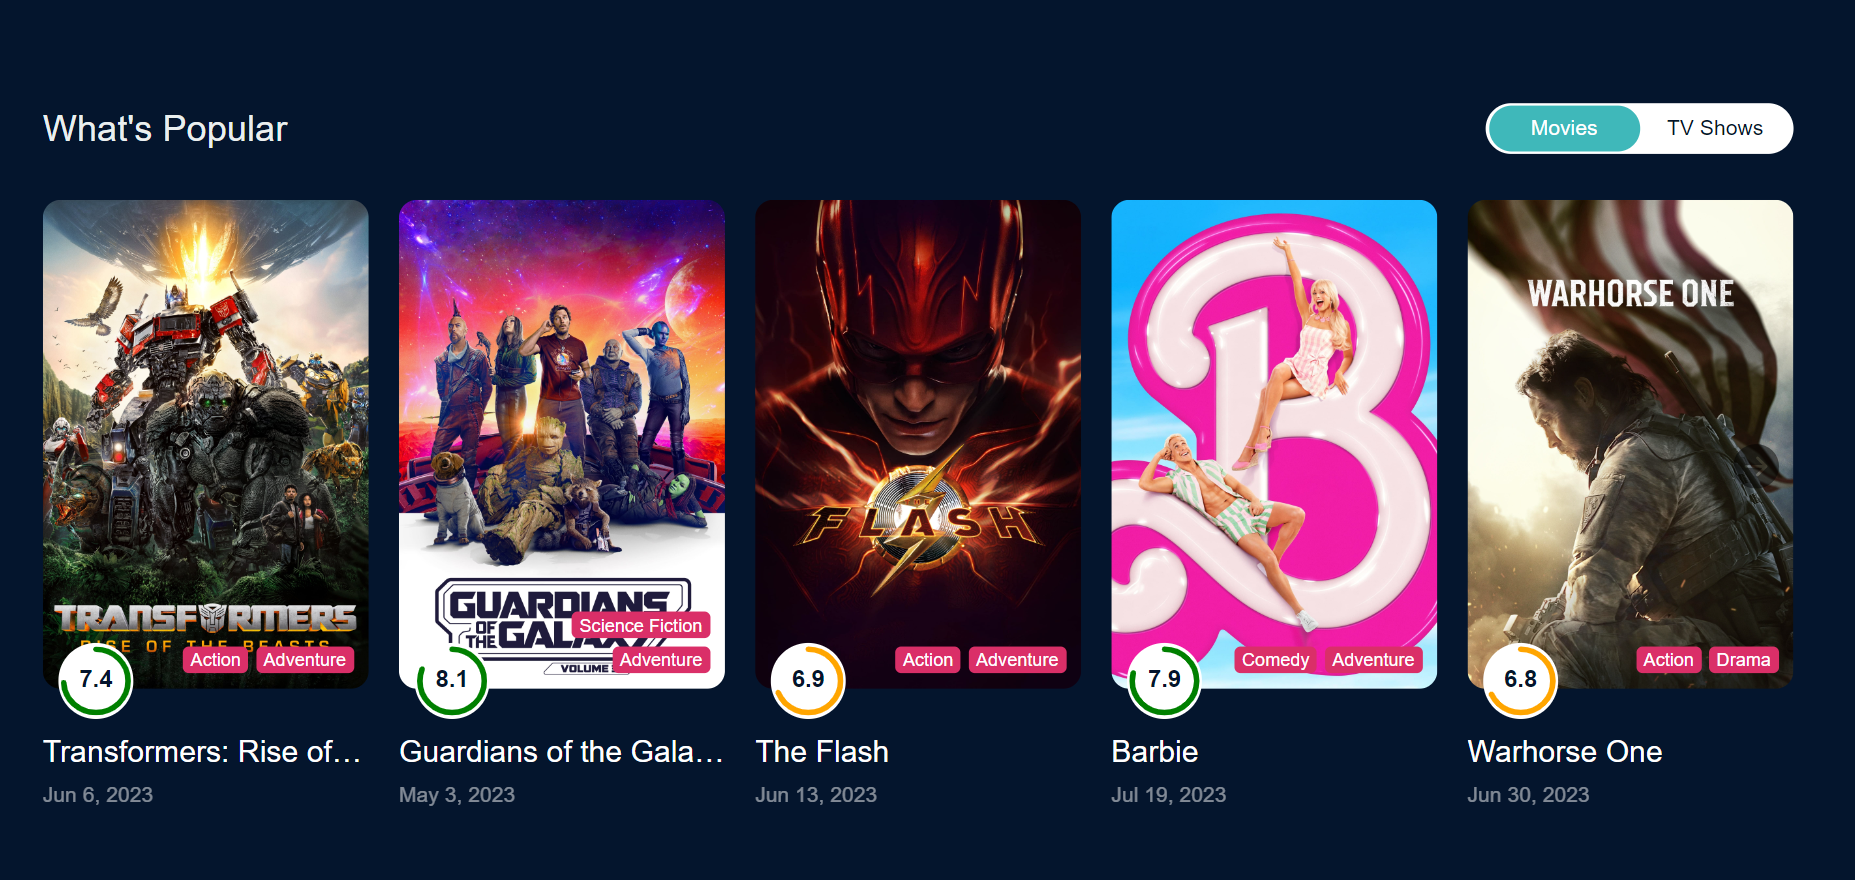 What's Popular
Movies
TV Shows
TRANSFORMERS
RISE OF THE BEASTS
Action
Adventure
7.4
Transformers: Rise of...
Jun 6, 2023
GUARDIANS
OF THE GALAXY
VOLUME
Science Fiction
Adventure
8.1
Guardians of the Gala...
May 3, 2023
THE
FLASH
Action
Adventure
6.9
The Flash
Jun 13, 2023
B
Comedy
Adventure
7.9
Barbie
Jul 19, 2023
WARHORSE ONE
Action
Drama
6.8
Warhorse One
Jun 30, 2023